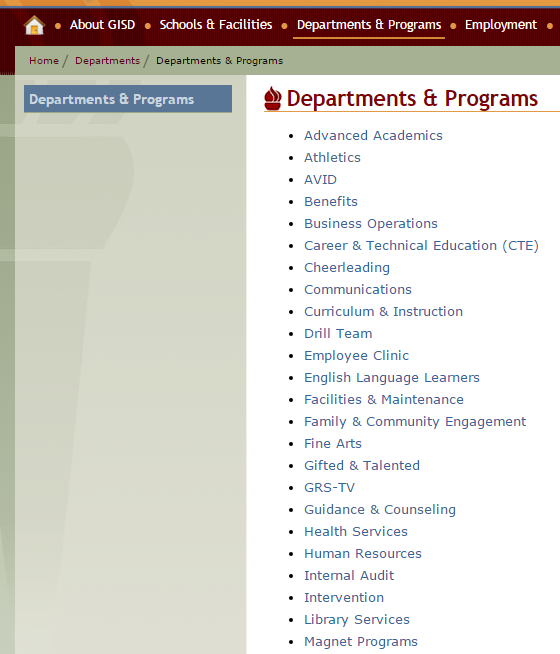 About GISD Schools & Facilities Departments & Programs Employment
Home / Departments / Departments & Programs
Departments & Programs
Departments & Programs
Advanced Academics
Athletics
AVID
Benefits
Business Operations
Career & Technical Education (CTE)
Cheerleading
Communications
Curriculum & Instruction
Drill Team
Employee Clinic
English Language Learners
Facilities & Maintenance
Family & Community Engagement
Fine Arts
Gifted & Talented
GRS-TV
Guidance & Counseling
Health Services
Human Resources
Internal Audit
Intervention
Library Services
Magnet Programs